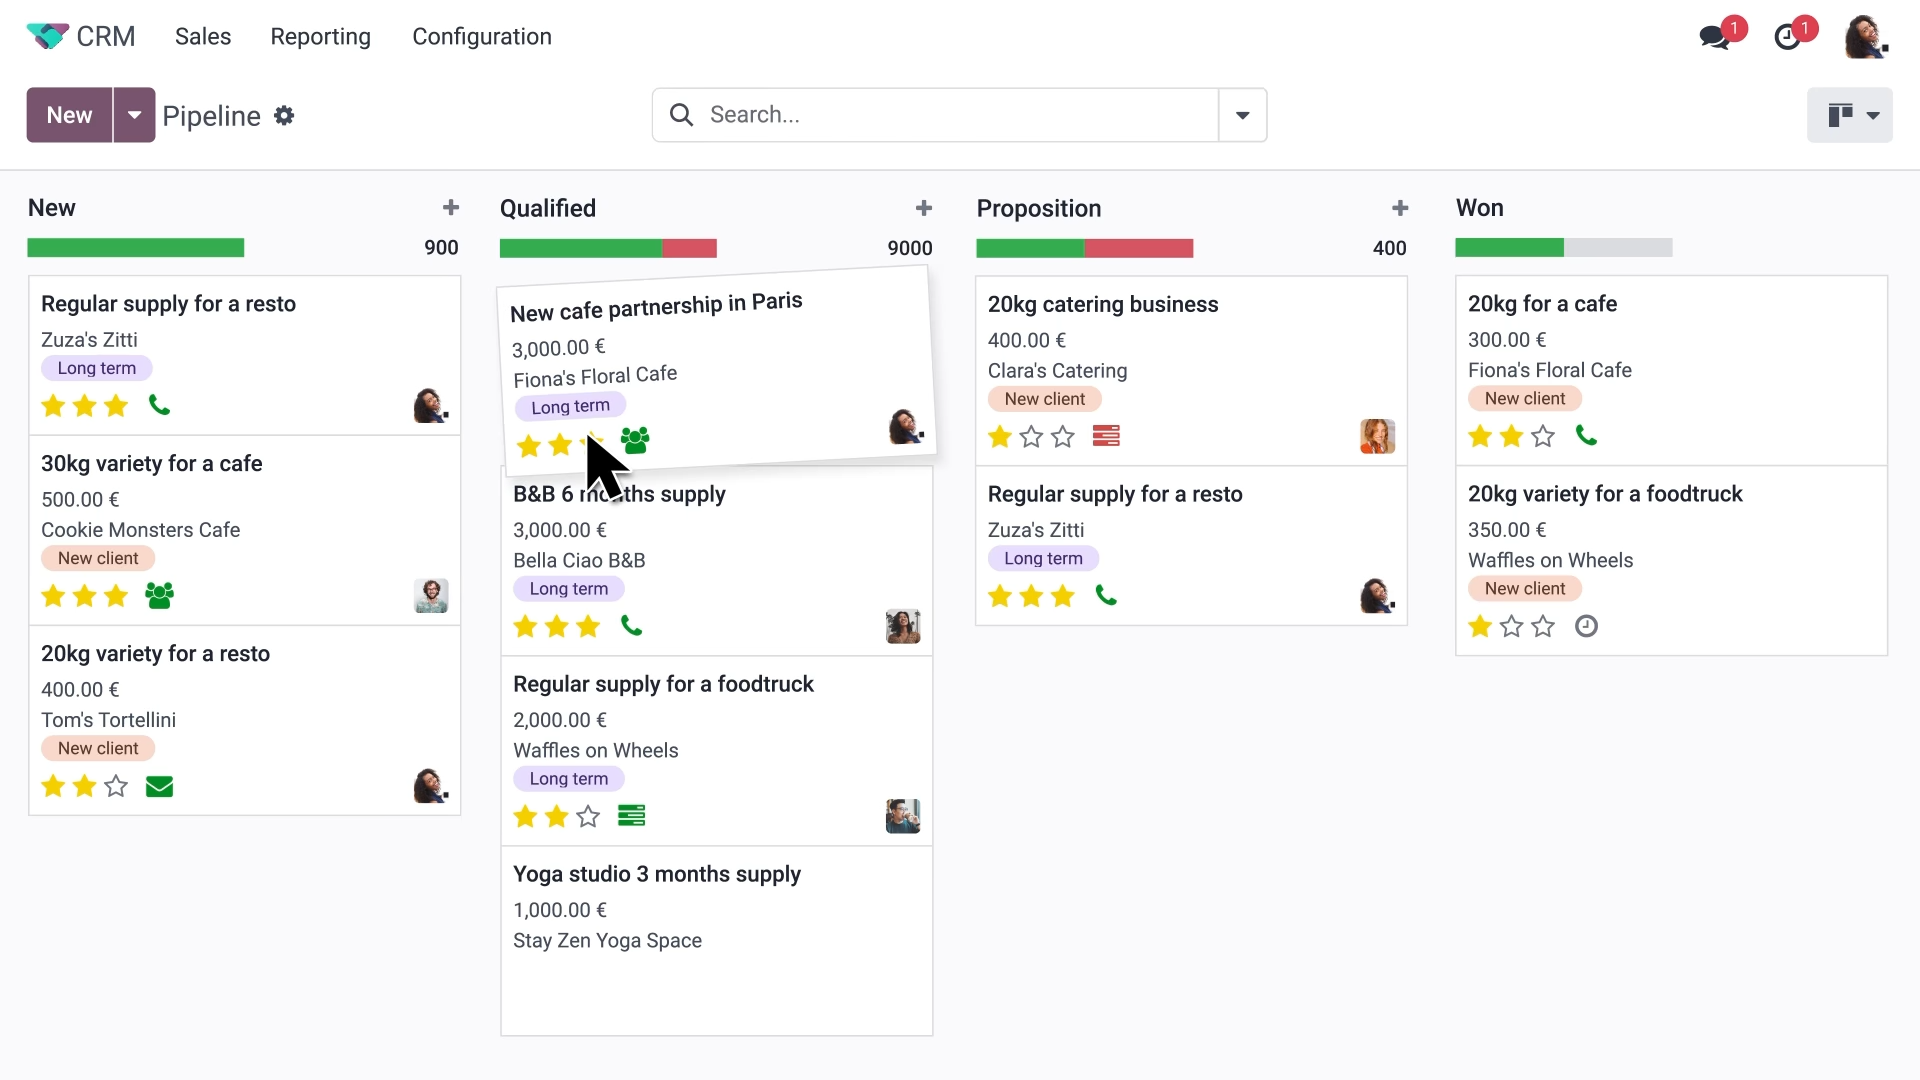 CRM
Sales
Reporting
Configuration
1
1
New
Pipeline
Search...
New
900
Regular supply for a resto
Zuza's Zitti
Long term
30kg variety for a cafe
500.00 €
Cookie Monsters Cafe
New client
20kg variety for a resto
400.00 €
Tom's Tortellini
New client
Qualified
9000
New cafe partnership in Paris
3,000.00 €
Fiona's Floral Cafe
Long term
B&B 6 months supply
3,000.00 €
Bella Ciao B&B
Long term
Regular supply for a foodtruck
2,000.00 €
Waffles on Wheels
Long term
Yoga studio 3 months supply
1,000.00 €
Stay Zen Yoga Space
Proposition
400
20kg catering business
400.00 €
Clara's Catering
New client
Regular supply for a resto
Zuza's Zitti
Long term
Won
20kg for a cafe
300.00 €
Fiona's Floral Cafe
New client
20kg variety for a foodtruck
350.00 €
Waffles on Wheels
New client